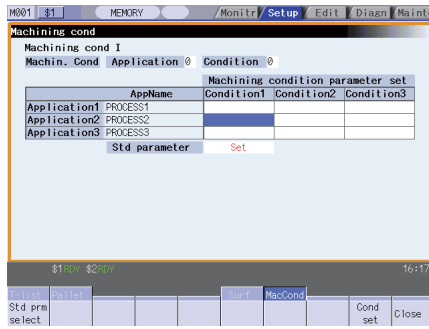 M001 $1 MEMORY Monitr Setup Edit Diagn Maint
Machining cond
Machining cond I
Machin. Cond Application 0 Condition 0
Machining condition parameter set
AppName Condition1 Condition2 Condition3
Application1 PROCESS1
Application2 PROCESS2
Application3 PROCESS3
Std parameter Set
$1RDY $2RDY 16:17
T-list Pallet Surf MacCond
Std prm select Cond set Close